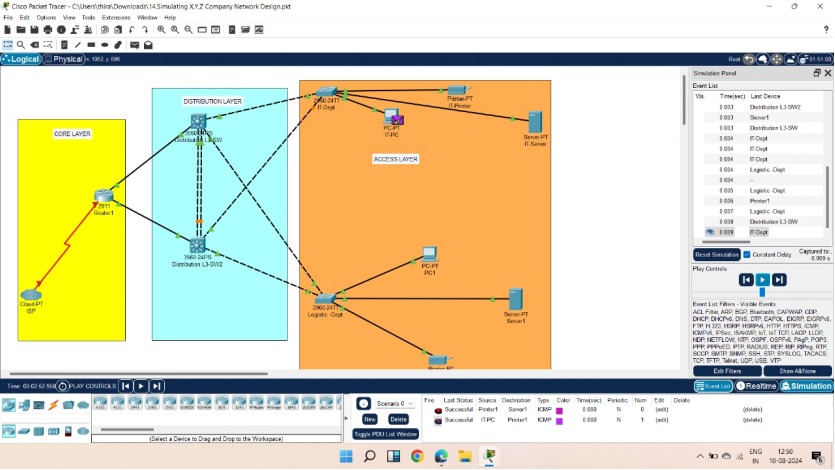 Cisco Packet Tracer - C:\Users\thira\Downloads\14.Simulating X,Y,Z Company Network Design.pkt
File Edit Options View Tools Extensions Window Help
Logical Physical x: 1052, y: 686
Root
01:51:00
CORE LAYER
DISTRIBUTION LAYER
ACCESS LAYER
2911
Router1
Cloud-PT
ISP
Distribution L3-SW
3560-24PS
Distribution L3-SW2
2960-24TT
IT-Dept
PC-PT
IT-PC
Printer-PT
IT-Printer
Server-PT
IT-Server
2960-24TT
Logistic -Dept
PC-PT
PC1
Server-PT
Server1
Simulation Panel
Event List
Vis. Time(sec) Last Device
0.003 Distribution L3-SW2
0.003 Server1
0.003 Distribution L3-SW
0.004 IT-Dept
0.004 IT-Dept
0.004 IT-Dept
0.004 Logistic -Dept
0.004 --
0.005 Logistic -Dept
0.006 Printer1
0.007 Logistic -Dept
0.008 Distribution L3-SW
0.009 IT-Dept
Reset Simulation Constant Delay Captured to:
0.009 s
Play Controls
Event List Filters - Visible Events
ACL Filter, ARP, BGP, Bluetooth, CAPWAP, CDP,
DHCP, DHCPv6, DNS, DTP, EAPOL, EIGRP, EIGRPv6,
FTP, H.323, HSRP, HSRPv6, HTTP, HTTPS, ICMP,
ICMPv6, IPSec, ISAKMP, IoT, IoT TCP, LACP, LLDP,
NDP, NETFLOW, NTP, OSPF, OSPFv6, PAgP, POP3,
PPP, PPPoED, PTP, RADIUS, REP, RIP, RIPng, RTP,
SCCP, SMTP, SNMP, SSH, STP, SYSLOG, TACACS,
TCP, TFTP, Telnet, UDP, USB, VTP
Edit Filters Show All/None
Time: 00:02:52.568 PLAY CONTROLS:
Event List Realtime Simulation
(Select a Device to Drag and Drop to the Workspace)
Scenario 0
New Delete
Toggle PDU List Window
Fire Last Status Source Destination Type Color Time(sec) Periodic Num Edit Delete
Successful Printer1 Server1 ICMP 0.000 N 0 (edit) (delete)
Successful IT-PC Printer1 ICMP 0.000 N 1 (edit) (delete)
ENG
IN
12:50
10-08-2024